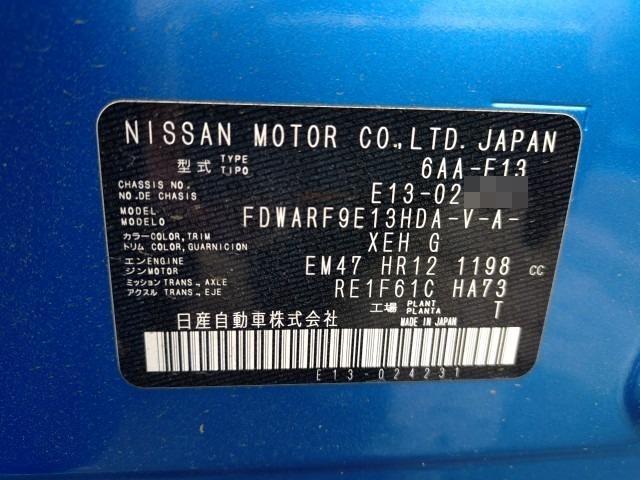 NISSAN MOTOR CO.,LTD. JAPAN
型式 TYPE TIPO 6AA-E13
CHASSIS NO. NO.DE CHASIS E13-02
MODEL MODELO FDWARF9E13HDA-V-A-
カラー COLOR,TRIM トリム COLOR,GUARNICION XEH G
エンジン ENGINE MOTOR EM47 HR12 1198 cc
ミッション アクスル TRANS., AXLE TRANS., EJE RE1F61C HA73
工場 PLANT PLANTA T
日産自動車株式会社 MADE IN JAPAN
E13-024231